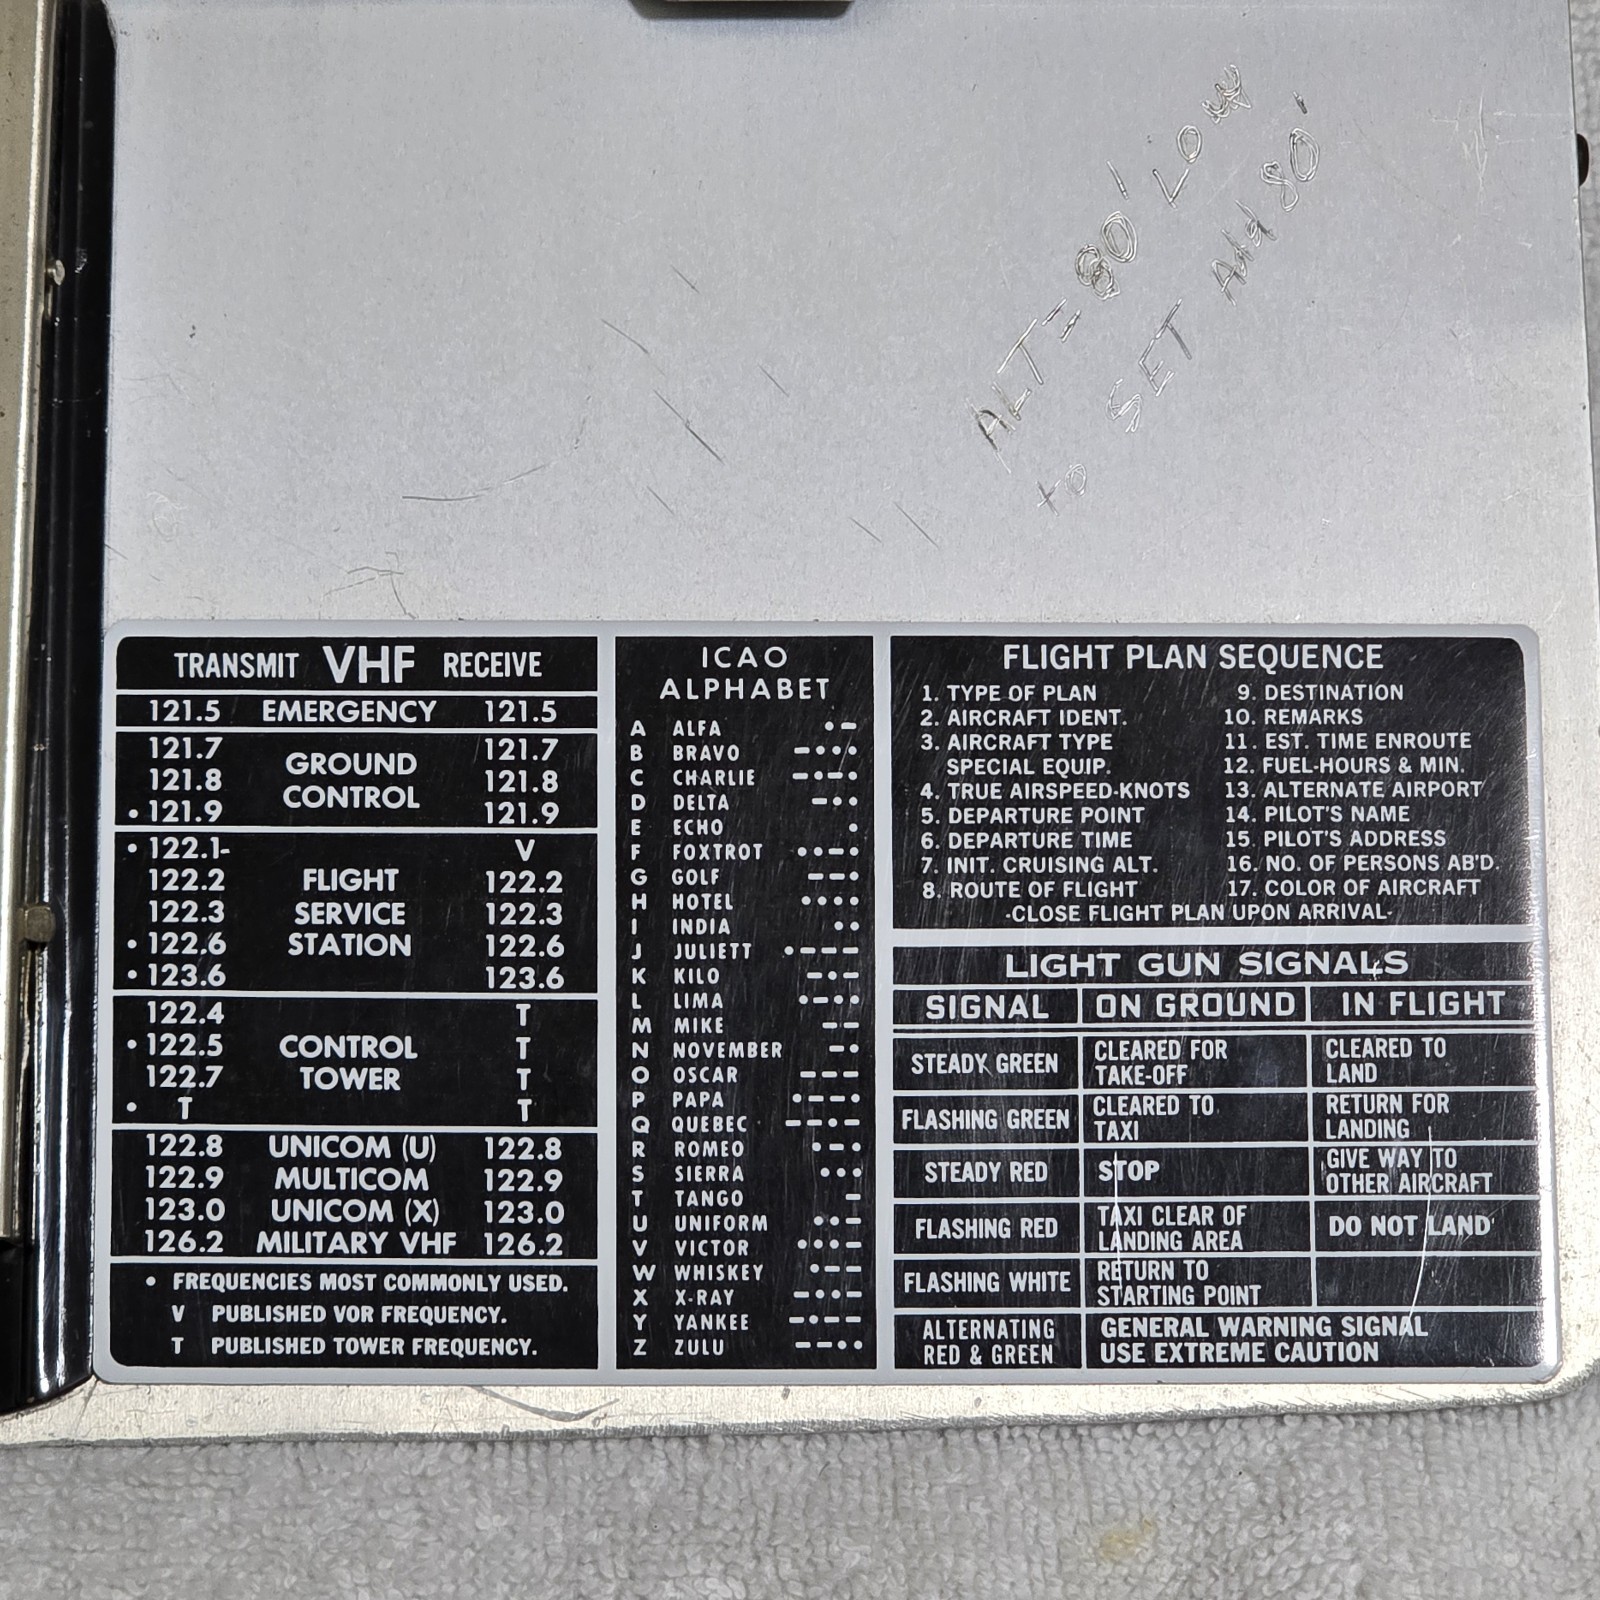 ALT= 80' LOW
to SET Add 80'
TRANSMIT VHF RECEIVE
121.5 EMERGENCY 121.5
121.7 121.7
121.8 GROUND CONTROL 121.8
• 121.9 121.9
• 122.1- V
122.2 FLIGHT 122.2
122.3 SERVICE 122.3
• 122.6 STATION 122.6
• 123.6 123.6
122.4 T
• 122.5 CONTROL T
122.7 TOWER T
• T T
122.8 UNICOM (U) 122.8
122.9 MULTICOM 122.9
123.0 UNICOM (X) 123.0
126.2 MILITARY VHF 126.2
• FREQUENCIES MOST COMMONLY USED.
V PUBLISHED VOR FREQUENCY.
T PUBLISHED TOWER FREQUENCY.
ICAO
ALPHABET
A ALFA •–
B BRAVO –•••
C CHARLIE –•–•
D DELTA –••
E ECHO •
F FOXTROT ••–•
G GOLF ––•
H HOTEL ••••
I INDIA ••
J JULIETT •–––
K KILO –•–
L LIMA •–••
M MIKE ––
N NOVEMBER –•
O OSCAR –––
P PAPA •––•
Q QUEBEC ––•–
R ROMEO •–•
S SIERRA •••
T TANGO –
U UNIFORM ••–
V VICTOR •••–
W WHISKEY •––
X X-RAY –••–
Y YANKEE –•––
Z ZULU ––••
FLIGHT PLAN SEQUENCE
1. TYPE OF PLAN
2. AIRCRAFT IDENT.
3. AIRCRAFT TYPE
SPECIAL EQUIP.
4. TRUE AIRSPEED-KNOTS
5. DEPARTURE POINT
6. DEPARTURE TIME
7. INIT. CRUISING ALT.
8. ROUTE OF FLIGHT
9. DESTINATION
10. REMARKS
11. EST. TIME ENROUTE
12. FUEL-HOURS & MIN.
13. ALTERNATE AIRPORT
14. PILOT'S NAME
15 PILOT'S ADDRESS
16. NO. OF PERSONS AB'D.
17. COLOR OF AIRCRAFT
-CLOSE FLIGHT PLAN UPON ARRIVAL-
LIGHT GUN SIGNALS
SIGNAL ON GROUND IN FLIGHT
STEADY GREEN CLEARED FOR TAKE-OFF CLEARED TO LAND
FLASHING GREEN CLEARED TO TAXI RETURN FOR LANDING
STEADY RED STOP GIVE WAY TO OTHER AIRCRAFT
FLASHING RED TAXI CLEAR OF LANDING AREA DO NOT LAND
FLASHING WHITE RETURN TO STARTING POINT
ALTERNATING RED & GREEN GENERAL WARNING SIGNAL USE EXTREME CAUTION